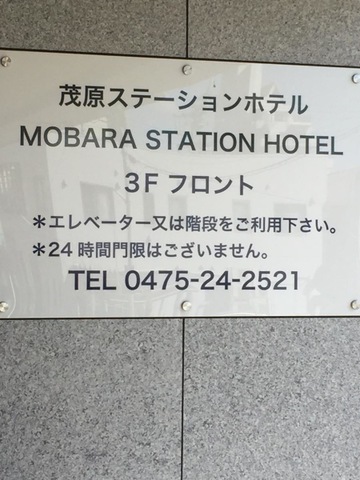 茂原ステーションホテル
MOBARA STATION HOTEL
3F フロント
＊エレベーター又は階段をご利用下さい。
＊24時間門限はございません。
TEL 0475-24-2521